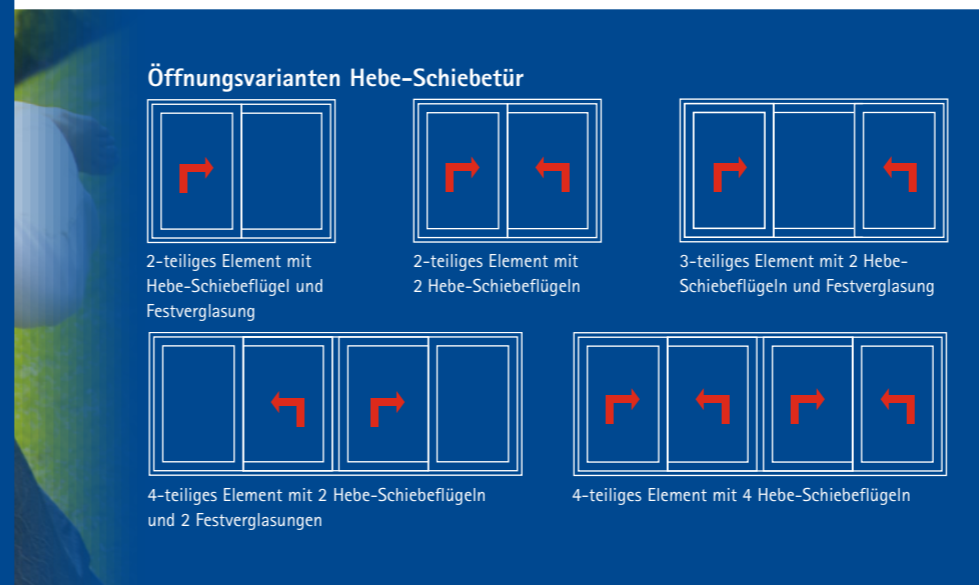 Öffnungsvarianten Hebe-Schiebetür
2-teiliges Element mit
Hebe-Schiebeflügel und
Festverglasung
2-teiliges Element mit
2 Hebe-Schiebeflügeln
3-teiliges Element mit 2 Hebe-
Schiebeflügeln und Festverglasung
4-teiliges Element mit 2 Hebe-Schiebeflügeln
und 2 Festverglasungen
4-teiliges Element mit 4 Hebe-Schiebeflügeln